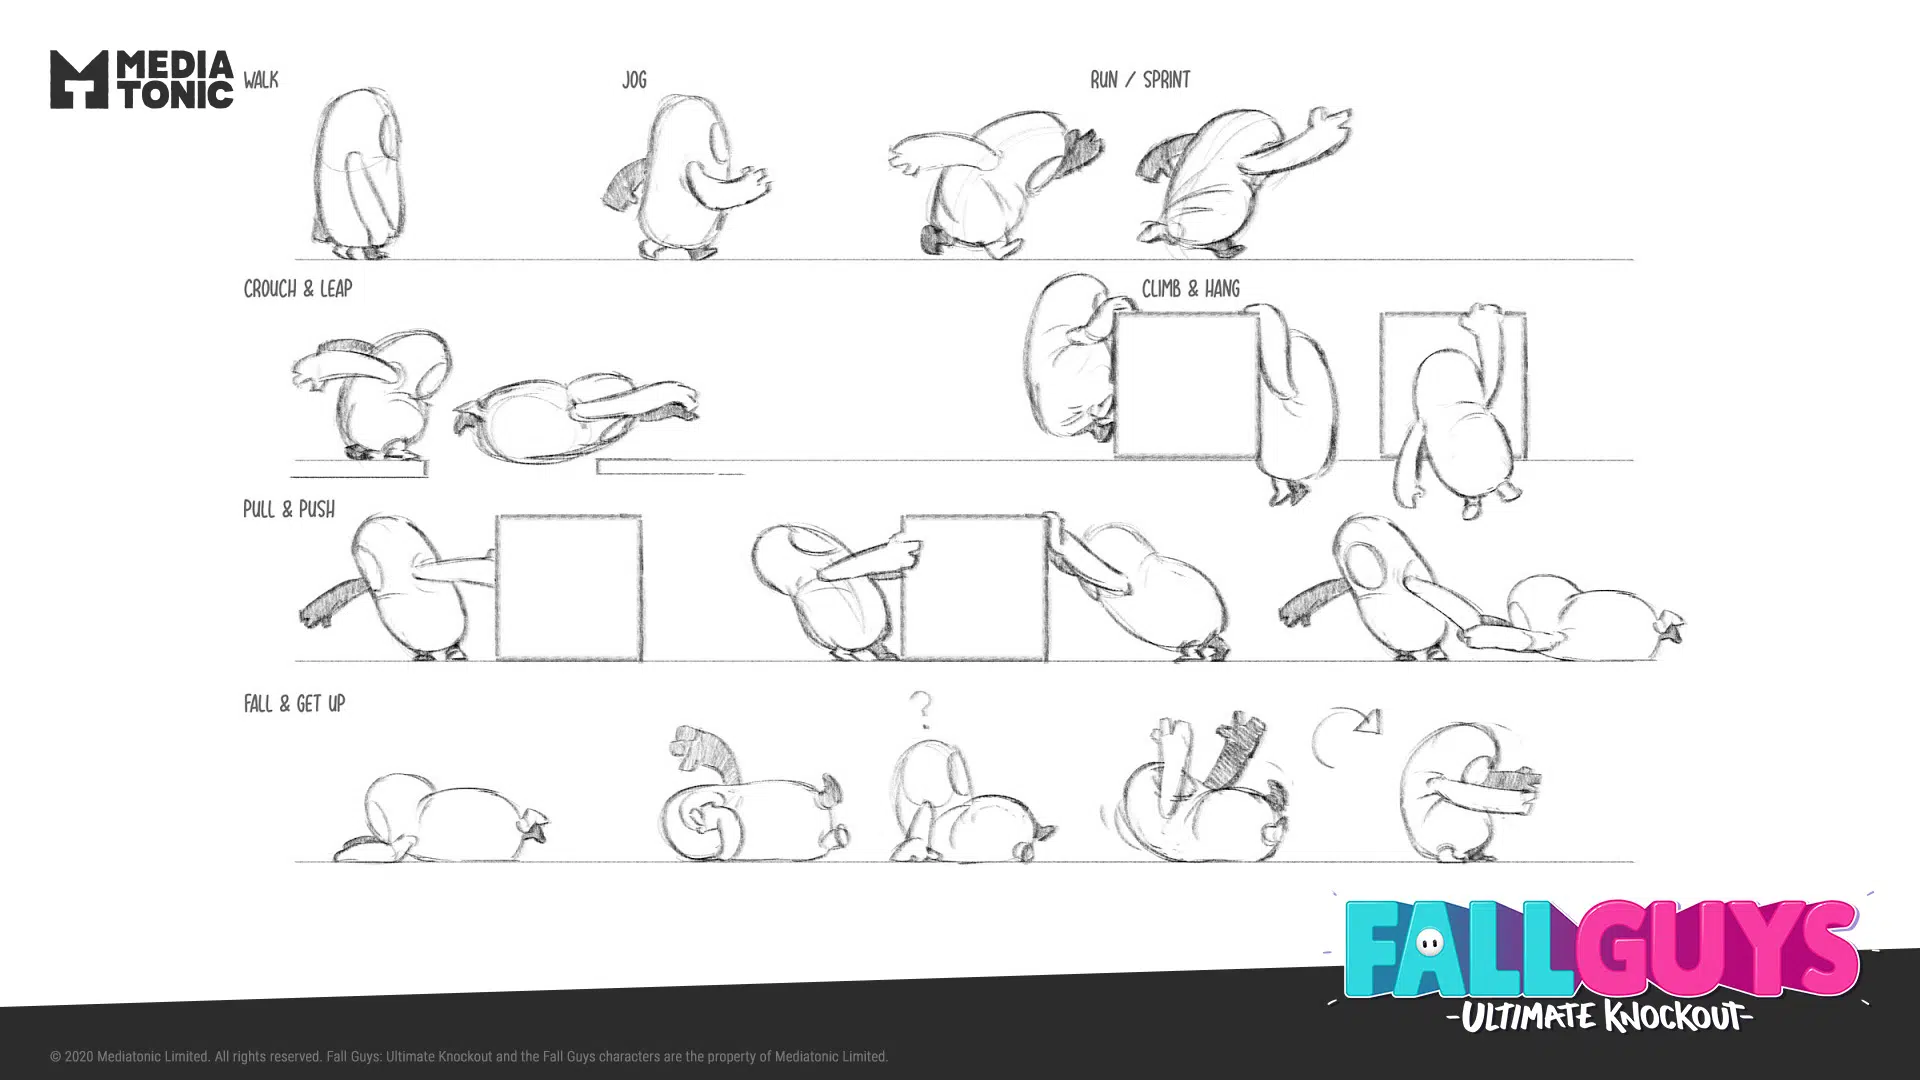 MEDIA
TONIC
WALK
JOG
RUN / SPRINT
CROUCH & LEAP
CLIMB & HANG
PULL & PUSH
FALL & GET UP
?
FALL GUYS
-ULTIMATE KNOCKOUT-
© 2020 Mediatonic Limited. All rights reserved. Fall Guys: Ultimate Knockout and the Fall Guys characters are the property of Mediatonic Limited.